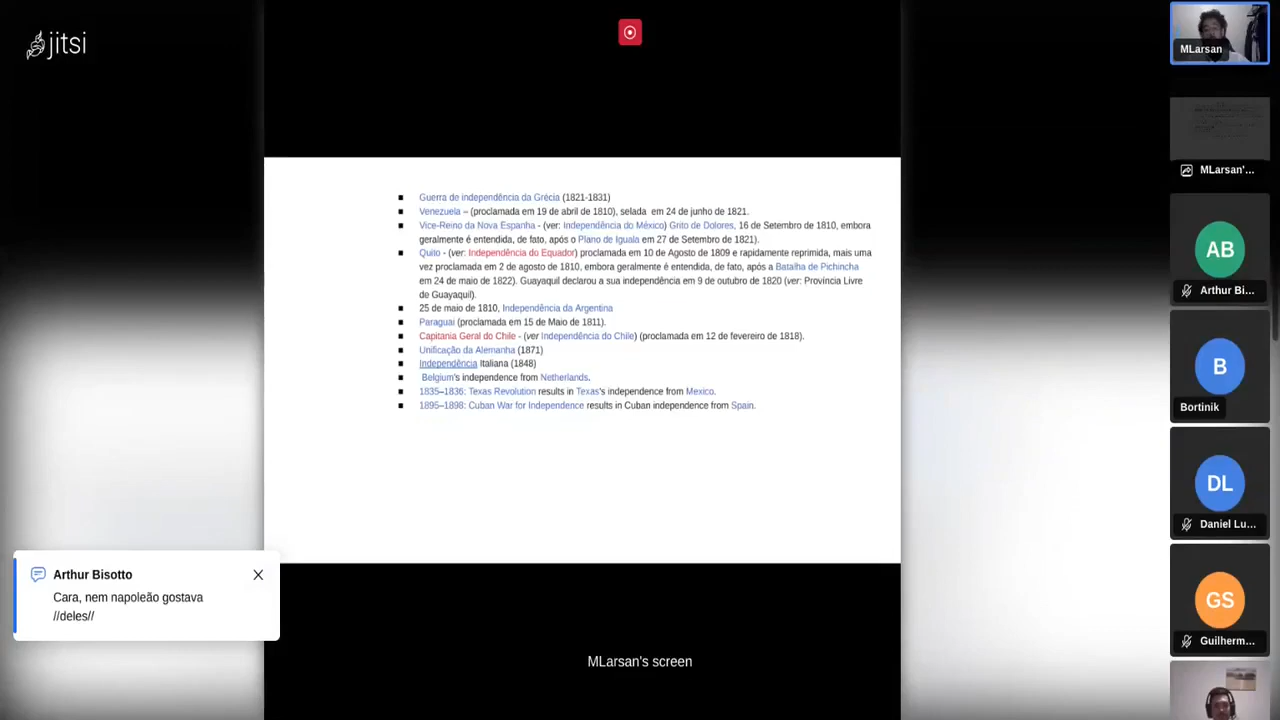 jitsi
MLarsan
■ Guerra de independência da Grécia (1821-1831)
■ Venezuela – (proclamada em 19 de abril de 1810), selada em 24 de junho de 1821.
■ Vice-Reino da Nova Espanha - (ver: Independência do México) Grito de Dolores, 16 de Setembro de 1810, embora
geralmente é entendida, de fato, após o Plano de Iguala em 27 de Setembro de 1821).
■ Quito - (ver: Independência do Equador) proclamada em 10 de Agosto de 1809 e rapidamente reprimida, mais uma
vez proclamada em 2 de agosto de 1810, embora geralmente é entendida, de fato, após a Batalha de Pichincha
em 24 de maio de 1822). Guayaquil declarou a sua independência em 9 de outubro de 1820 (ver: Província Livre
de Guayaquil).
■ 25 de maio de 1810, Independência da Argentina
■ Paraguai (proclamada em 15 de Maio de 1811).
■ Capitania Geral do Chile - (ver Independência do Chile) (proclamada em 12 de fevereiro de 1818).
■ Unificação da Alemanha (1871)
■ Independência Italiana (1848)
■ Belgium's independence from Netherlands.
■ 1835–1836: Texas Revolution results in Texas's independence from Mexico.
■ 1895–1898: Cuban War for Independence results in Cuban independence from Spain.
MLarsan'...
AB
Arthur Bi...
B
Bortinik
DL
Daniel Lu...
GS
Guilherm...
Arthur Bisotto
Cara, nem napoleão gostava
//deles//
MLarsan's screen